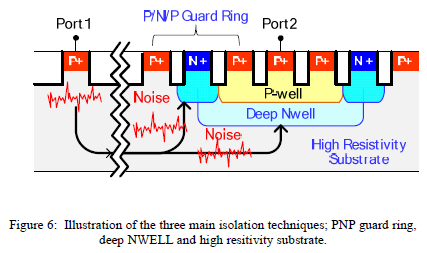 P/N/P Guard Ring
Port1
Port2
P+
P+
N+
P+
P+
N+
P+
P-well
Noise
Deep Nwell
Noise
High Resistivity
Substrate
Figure 6: Illustration of the three main isolation techniques; PNP guard ring,
deep NWELL and high resitivity substrate.